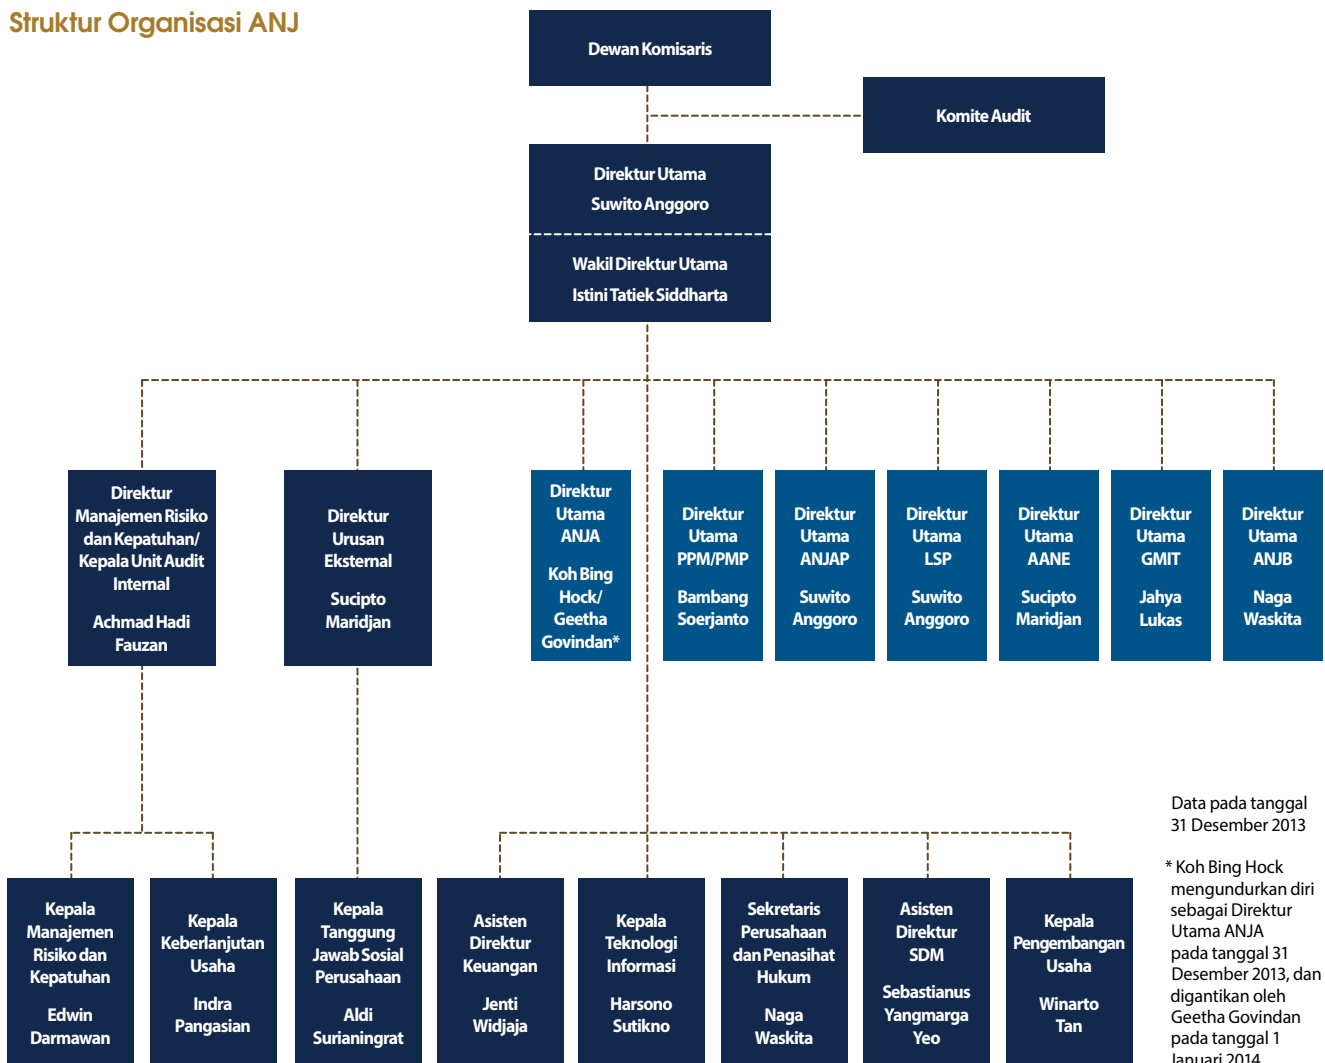 Struktur Organisasi ANJ
Dewan Komisaris
Komite Audit
Direktur Utama
Suwito Anggoro
Wakil Direktur Utama
Istini Tatiek Siddharta
Direktur
Manajemen Risiko
dan Kepatuhan/
Kepala Unit Audit
Internal
Achmad Hadi
Fauzan
Direktur
Urusan
Eksternal
Sucipto
Maridjan
Direktur
Utama
ANJA
Koh Bing
Hock/
Geetha
Govindan*
Direktur
Utama
PPM/PMP
Bambang
Soerjanto
Direktur
Utama
ANJAP
Suwito
Anggoro
Direktur
Utama
LSP
Suwito
Anggoro
Direktur
Utama
AANE
Sucipto
Maridjan
Direktur
Utama
GMIT
Jahya
Lukas
Direktur
Utama
ANJB
Naga
Waskita
Kepala
Manajemen
Risiko dan
Kepatuhan
Edwin
Darmawan
Kepala
Keberlanjutan
Usaha
Indra
Pangasian
Kepala
Tanggung
Jawab Sosial
Perusahaan
Aldi
Surianingrat
Asisten
Direktur
Keuangan
Jenti
Widjaja
Kepala
Teknologi
Informasi
Harsono
Sutikno
Sekretaris
Perusahaan
dan Penasihat
Hukum
Naga
Waskita
Asisten
Direktur
SDM
Sebastianus
Yangmarga
Yeo
Kepala
Pengembangan
Usaha
Winarto
Tan
Data pada tanggal
31 Desember 2013
* Koh Bing Hock
mengundurkan diri
sebagai Direktur
Utama ANJA
pada tanggal 31
Desember 2013, dan
digantikan oleh
Geetha Govindan
pada tanggal 1
Januari 2014